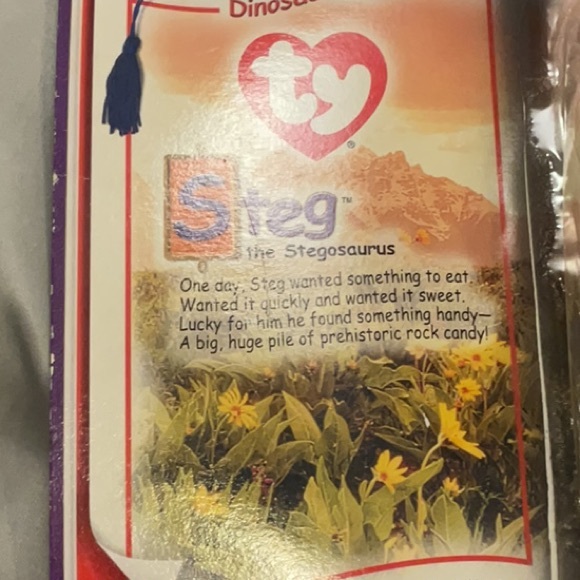 ty®
Steg™
the Stegosaurus
One day, Steg wanted something to eat.
Wanted it quickly and wanted it sweet.
Lucky for him he found something handy—
A big, huge pile of prehistoric rock candy!